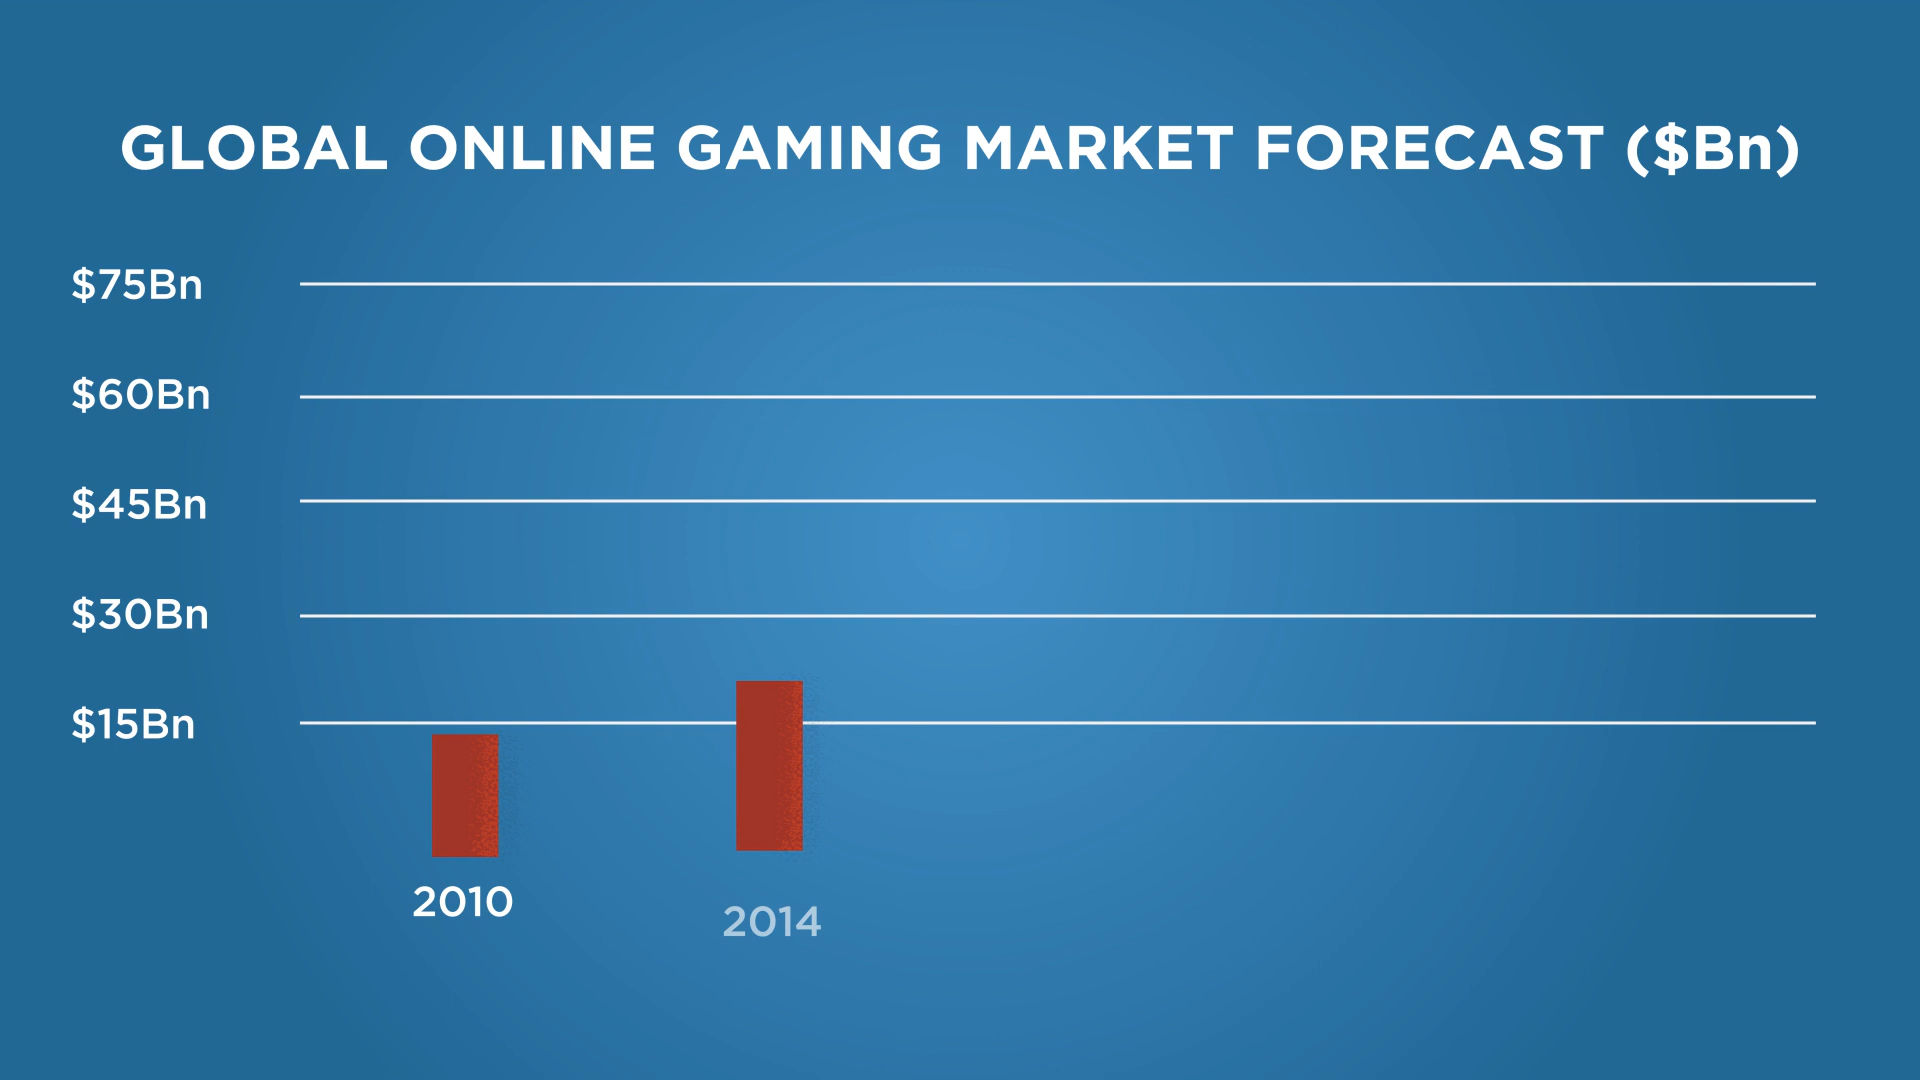 GLOBAL ONLINE GAMING MARKET FORECAST ($Bn)
$75Bn
$60Bn
$45Bn
$30Bn
$15Bn
2010
2014